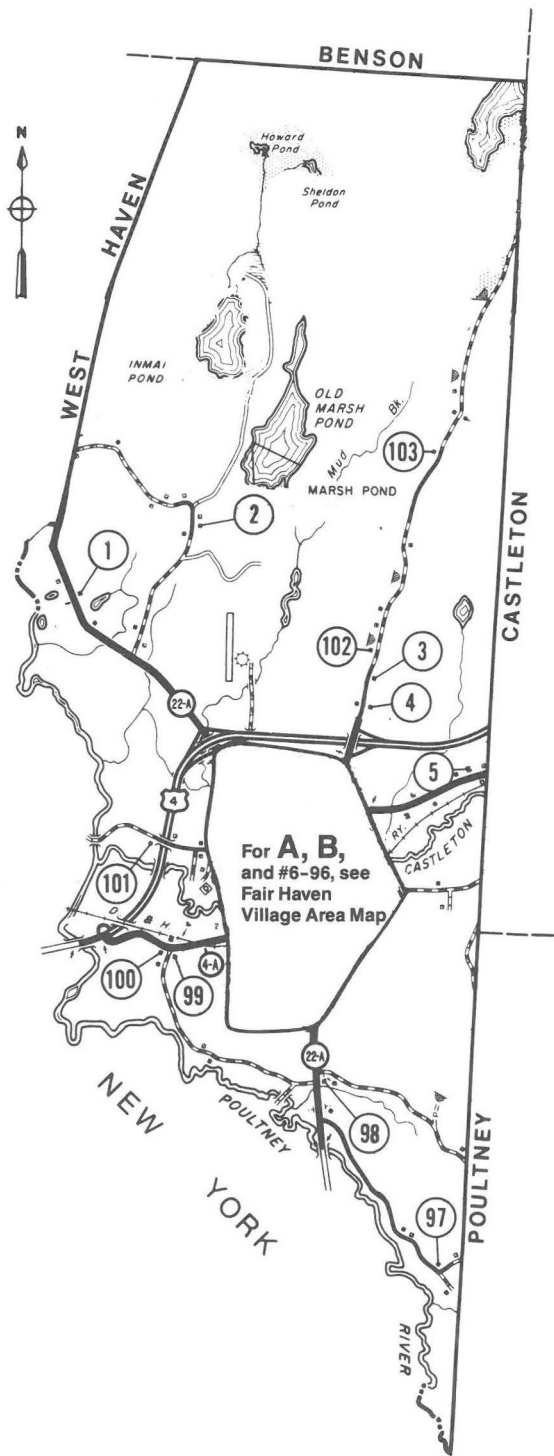 BENSON
N
Howard
Pond
Sheldon
Pond
WEST HAVEN
INMAI
POND
OLD
MARSH
POND
Mud Bk.
MARSH POND
103
CASTLETON
2
1
102
3
4
22-A
5
4
RY.
CASTLETON
For A, B,
and #6-96, see
Fair Haven
Village Area Map
101
D. & H.
4-A
100
99
22-A
98
NEW YORK
POULTNEY
97
POULTNEY
RIVER